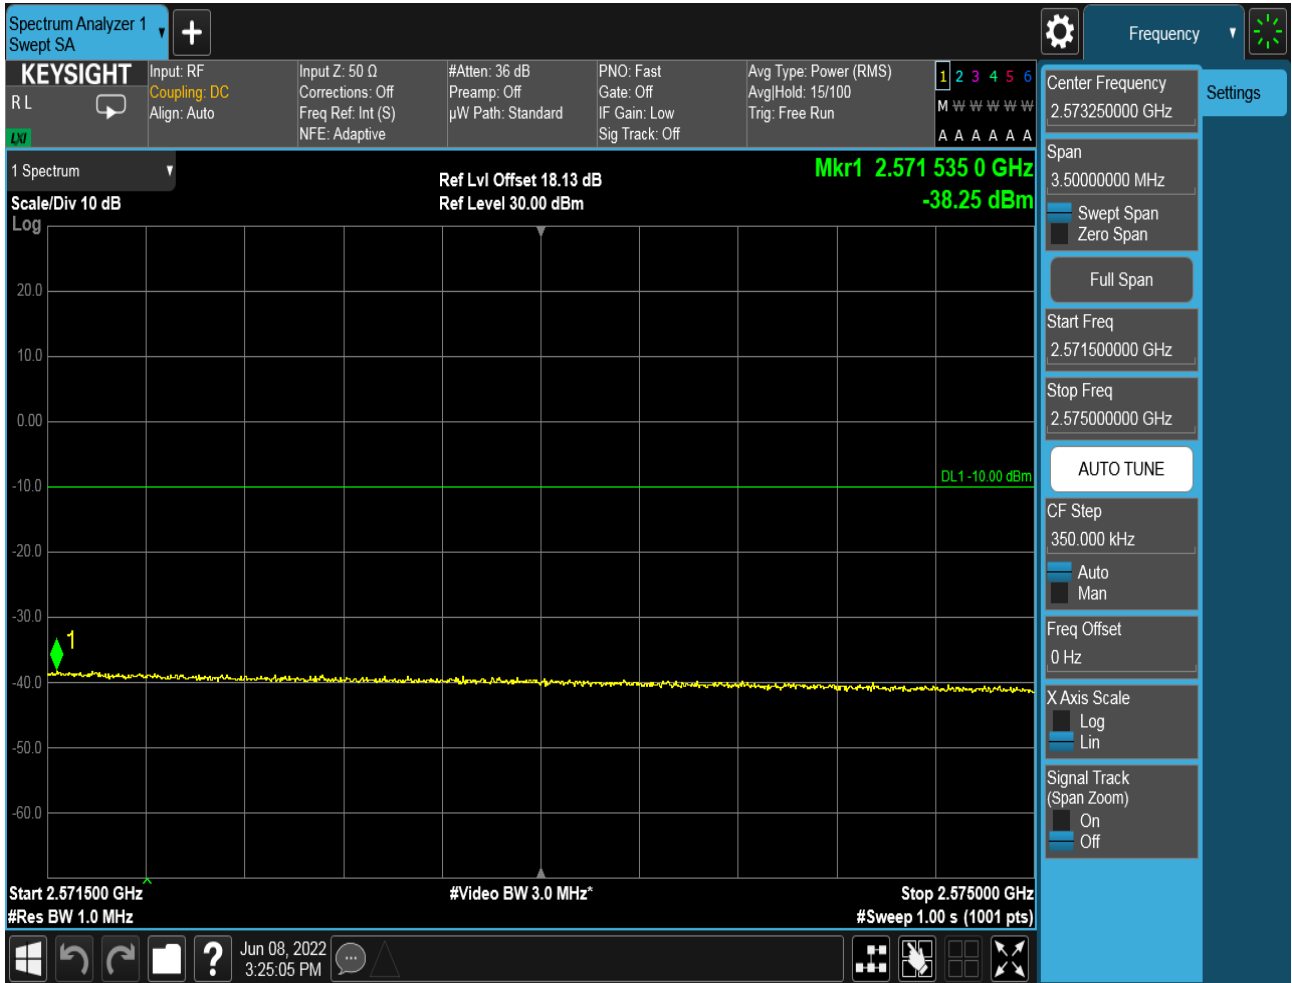 Spectrum Analyzer 1
Swept SA
Frequency
KEYSIGHT
R L
LXI
Input: RF
Coupling: DC
Align: Auto
Input Z: 50 Ω
Corrections: Off
Freq Ref: Int (S)
NFE: Adaptive
#Atten: 36 dB
Preamp: Off
µW Path: Standard
PNO: Fast
Gate: Off
IF Gain: Low
Sig Track: Off
Avg Type: Power (RMS)
Avg|Hold: 15/100
Trig: Free Run
1 2 3 4 5 6
M W W W W W
A A A A A A
1 Spectrum
Scale/Div 10 dB
Log
Ref Lvl Offset 18.13 dB
Ref Level 30.00 dBm
Mkr1 2.571 535 0 GHz
-38.25 dBm
20.0
10.0
0.00
-10.0
-20.0
-30.0
-40.0
-50.0
-60.0
DL1 -10.00 dBm
1
Start 2.571500 GHz
#Res BW 1.0 MHz
#Video BW 3.0 MHz*
Stop 2.575000 GHz
#Sweep 1.00 s (1001 pts)
Jun 08, 2022
3:25:05 PM
Center Frequency
2.573250000 GHz
Span
3.50000000 MHz
Swept Span
Zero Span
Full Span
Start Freq
2.571500000 GHz
Stop Freq
2.575000000 GHz
AUTO TUNE
CF Step
350.000 kHz
Auto
Man
Freq Offset
0 Hz
X Axis Scale
Log
Lin
Signal Track
(Span Zoom)
On
Off
Settings